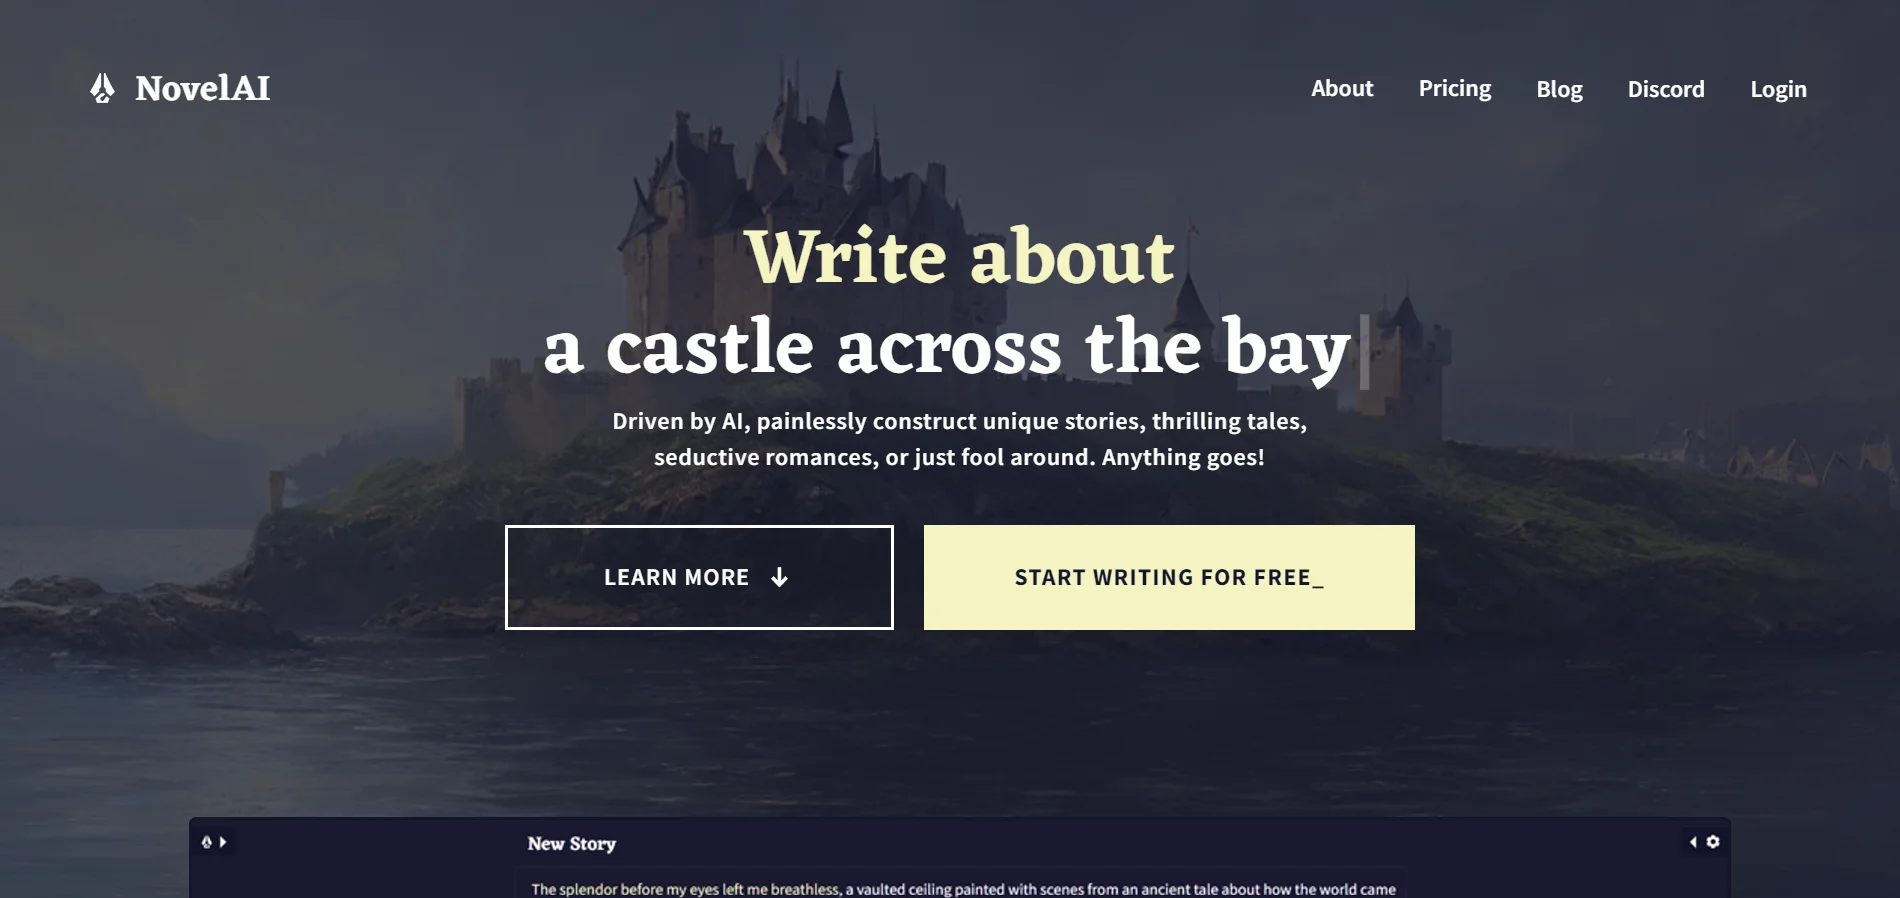 NovelAI
About Pricing Blog Discord Login
Write about
a castle across the bay
Driven by AI, painlessly construct unique stories, thrilling tales,
seductive romances, or just fool around. Anything goes!
LEARN MORE ↓
START WRITING FOR FREE_
New Story
The splendor before my eyes left me breathless, a vaulted ceiling painted with scenes from an ancient tale about how the world came